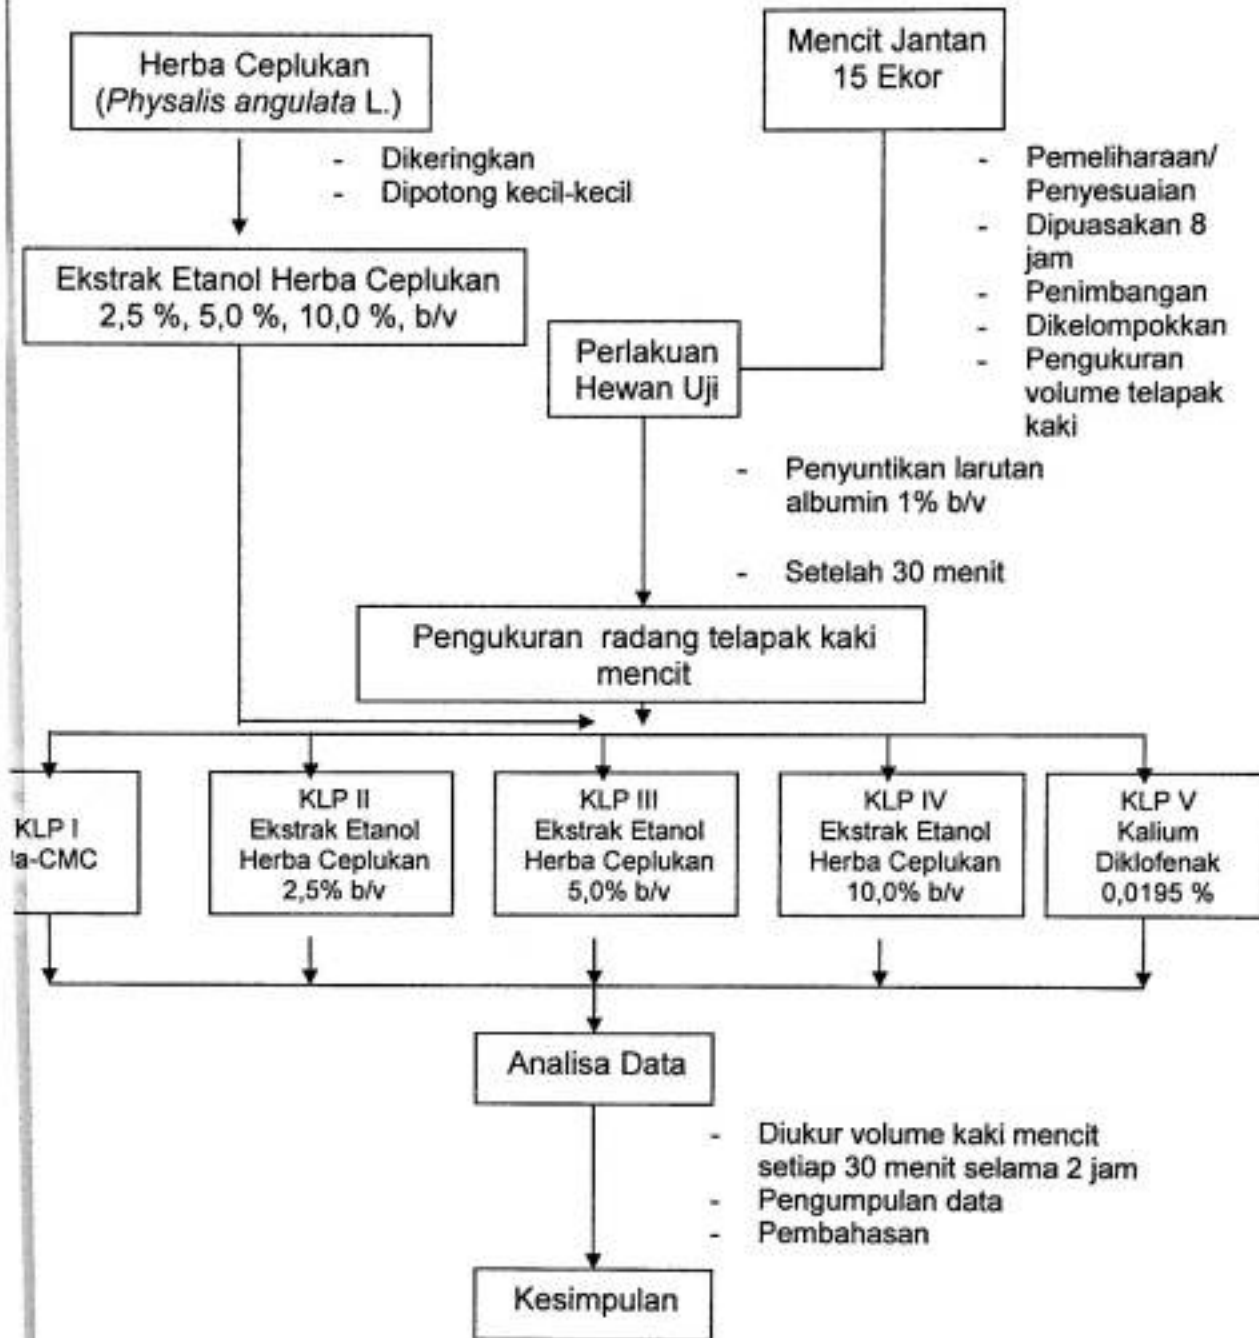 Herba Ceplukan
(Physalis angulata L.)
- Dikeringkan
- Dipotong kecil-kecil
Ekstrak Etanol Herba Ceplukan
2,5 %, 5,0 %, 10,0 %, b/v
Mencit Jantan
15 Ekor
- Pemeliharaan/
Penyesuaian
- Dipuasakan 8
jam
- Penimbangan
- Dikelompokkan
- Pengukuran
volume telapak
kaki
Perlakuan
Hewan Uji
- Penyuntikan larutan
albumin 1% b/v
- Setelah 30 menit
Pengukuran radang telapak kaki
mencit
KLP I
a-CMC
KLP II
Ekstrak Etanol
Herba Ceplukan
2,5% b/v
KLP III
Ekstrak Etanol
Herba Ceplukan
5,0% b/v
KLP IV
Ekstrak Etanol
Herba Ceplukan
10,0% b/v
KLP V
Kalium
Diklofenak
0,0195 %
Analisa Data
- Diukur volume kaki mencit
setiap 30 menit selama 2 jam
- Pengumpulan data
- Pembahasan
Kesimpulan